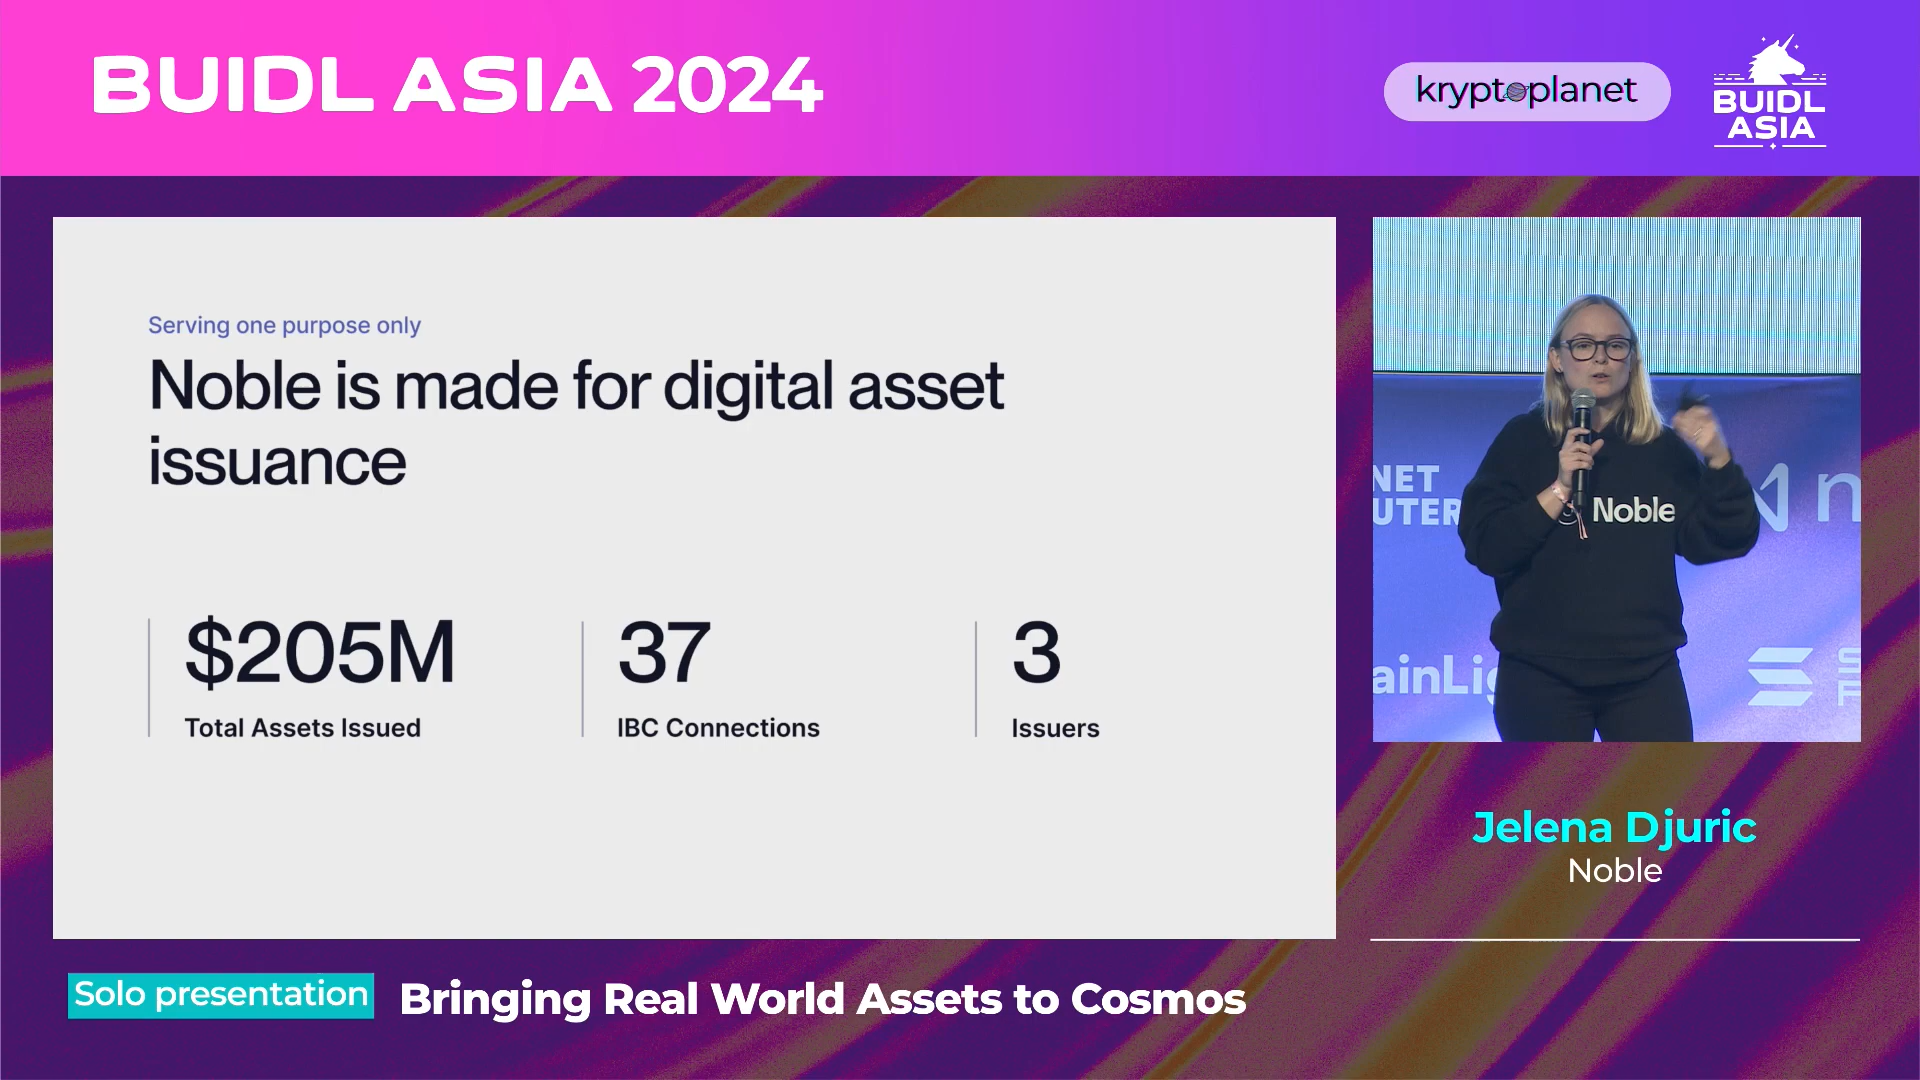 BUIDL ASIA 2024
kryptoplanet
BUIDL
ASIA
Serving one purpose only
Noble is made for digital asset
issuance
$205M
Total Assets Issued
37
IBC Connections
3
Issuers
NET
UTER
Noble
n
ainLig
Jelena Djuric
Noble
Solo presentation
Bringing Real World Assets to Cosmos